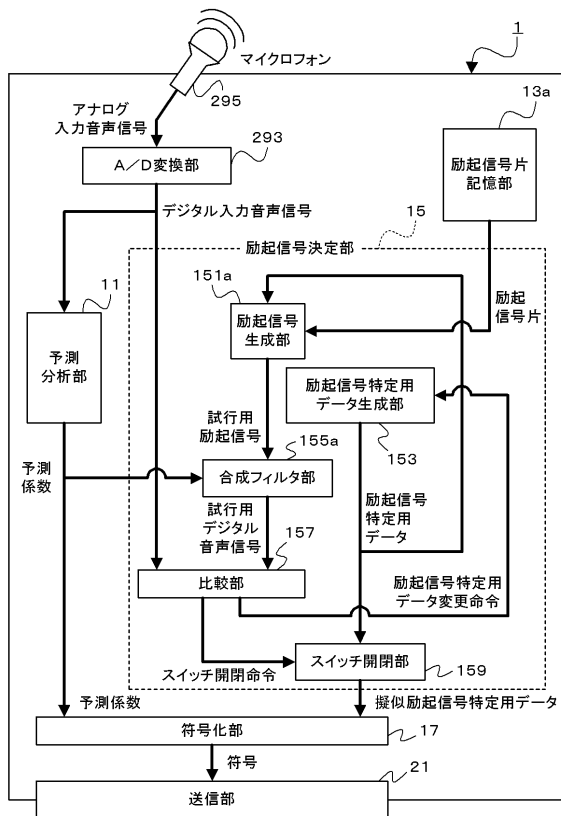 1
マイクロフォン
295
アナログ
入力音声信号
13a
293
A/D変換部
励起信号片
記憶部
デジタル入力音声信号
15
励起信号決定部
151a
11
励起信号
生成部
励起
信号片
予測
分析部
励起信号特定用
データ生成部
試行用
励起信号
153
155a
予測
係数
合成フィルタ部
励起信号
特定用
データ
試行用
デジタル
音声信号
157
比較部
励起信号特定用
データ変更命令
スイッチ開閉部
スイッチ開閉命令
159
予測係数
擬似励起信号特定用データ
符号化部
17
符号
21
送信部